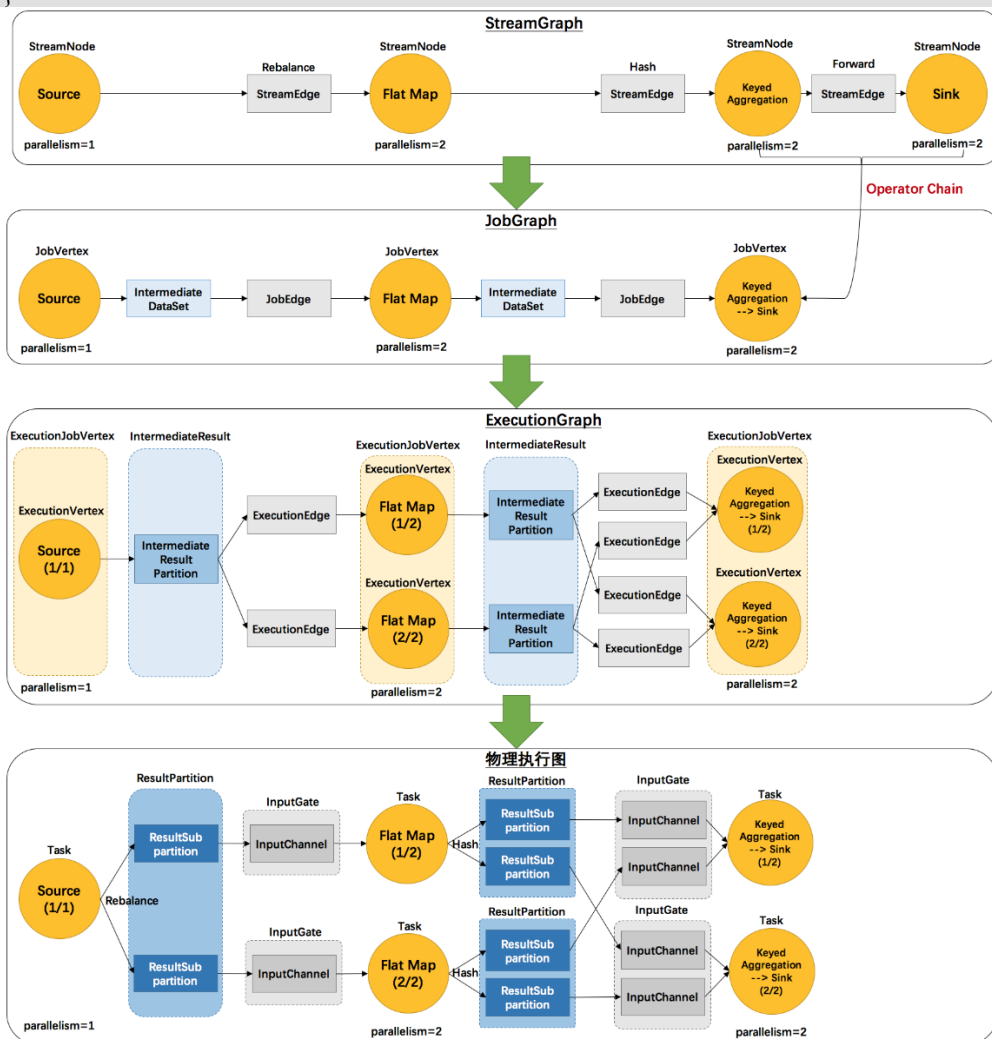 StreamGraph
StreamNode
StreamNode
StreamNode
StreamNode
Rebalance
Hash
Forward
Source
StreamEdge
Flat Map
StreamEdge
Keyed
Aggregation
StreamEdge
Sink
parallelism=1
parallelism=2
parallelism=2
parallelism=2
Operator Chain
JobGraph
JobVertex
JobVertex
JobVertex
Source
Intermediate
DataSet
JobEdge
Flat Map
Intermediate
DataSet
JobEdge
Keyed
Aggregation
--> Sink
parallelism=1
parallelism=2
parallelism=2
ExecutionGraph
ExecutionJobVertex
IntermediateResult
ExecutionJobVertex
IntermediateResult
ExecutionJobVertex
ExecutionVertex
Source
(1/1)
Intermediate
Result
Partition
ExecutionEdge
ExecutionEdge
ExecutionVertex
Flat Map
(1/2)
ExecutionVertex
Flat Map
(2/2)
Intermediate
Result
Partition
Intermediate
Result
Partition
ExecutionEdge
ExecutionEdge
ExecutionEdge
ExecutionEdge
ExecutionVertex
Keyed
Aggregation
--> Sink
(1/2)
ExecutionVertex
Keyed
Aggregation
--> Sink
(2/2)
parallelism=1
parallelism=2
parallelism=2
物理执行图
Task
Source
(1/1)
Rebalance
ResultPartition
ResultSub
partition
ResultSub
partition
InputGate
InputChannel
InputGate
InputChannel
Task
Flat Map
(1/2)
Hash
Task
Flat Map
(2/2)
Hash
ResultPartition
ResultSub
partition
ResultSub
partition
ResultPartition
ResultSub
partition
ResultSub
partition
InputGate
InputChannel
InputChannel
InputGate
InputChannel
InputChannel
Task
Keyed
Aggregation
--> Sink
(1/2)
Task
Keyed
Aggregation
--> Sink
(2/2)
parallelism=1
parallelism=2
parallelism=2